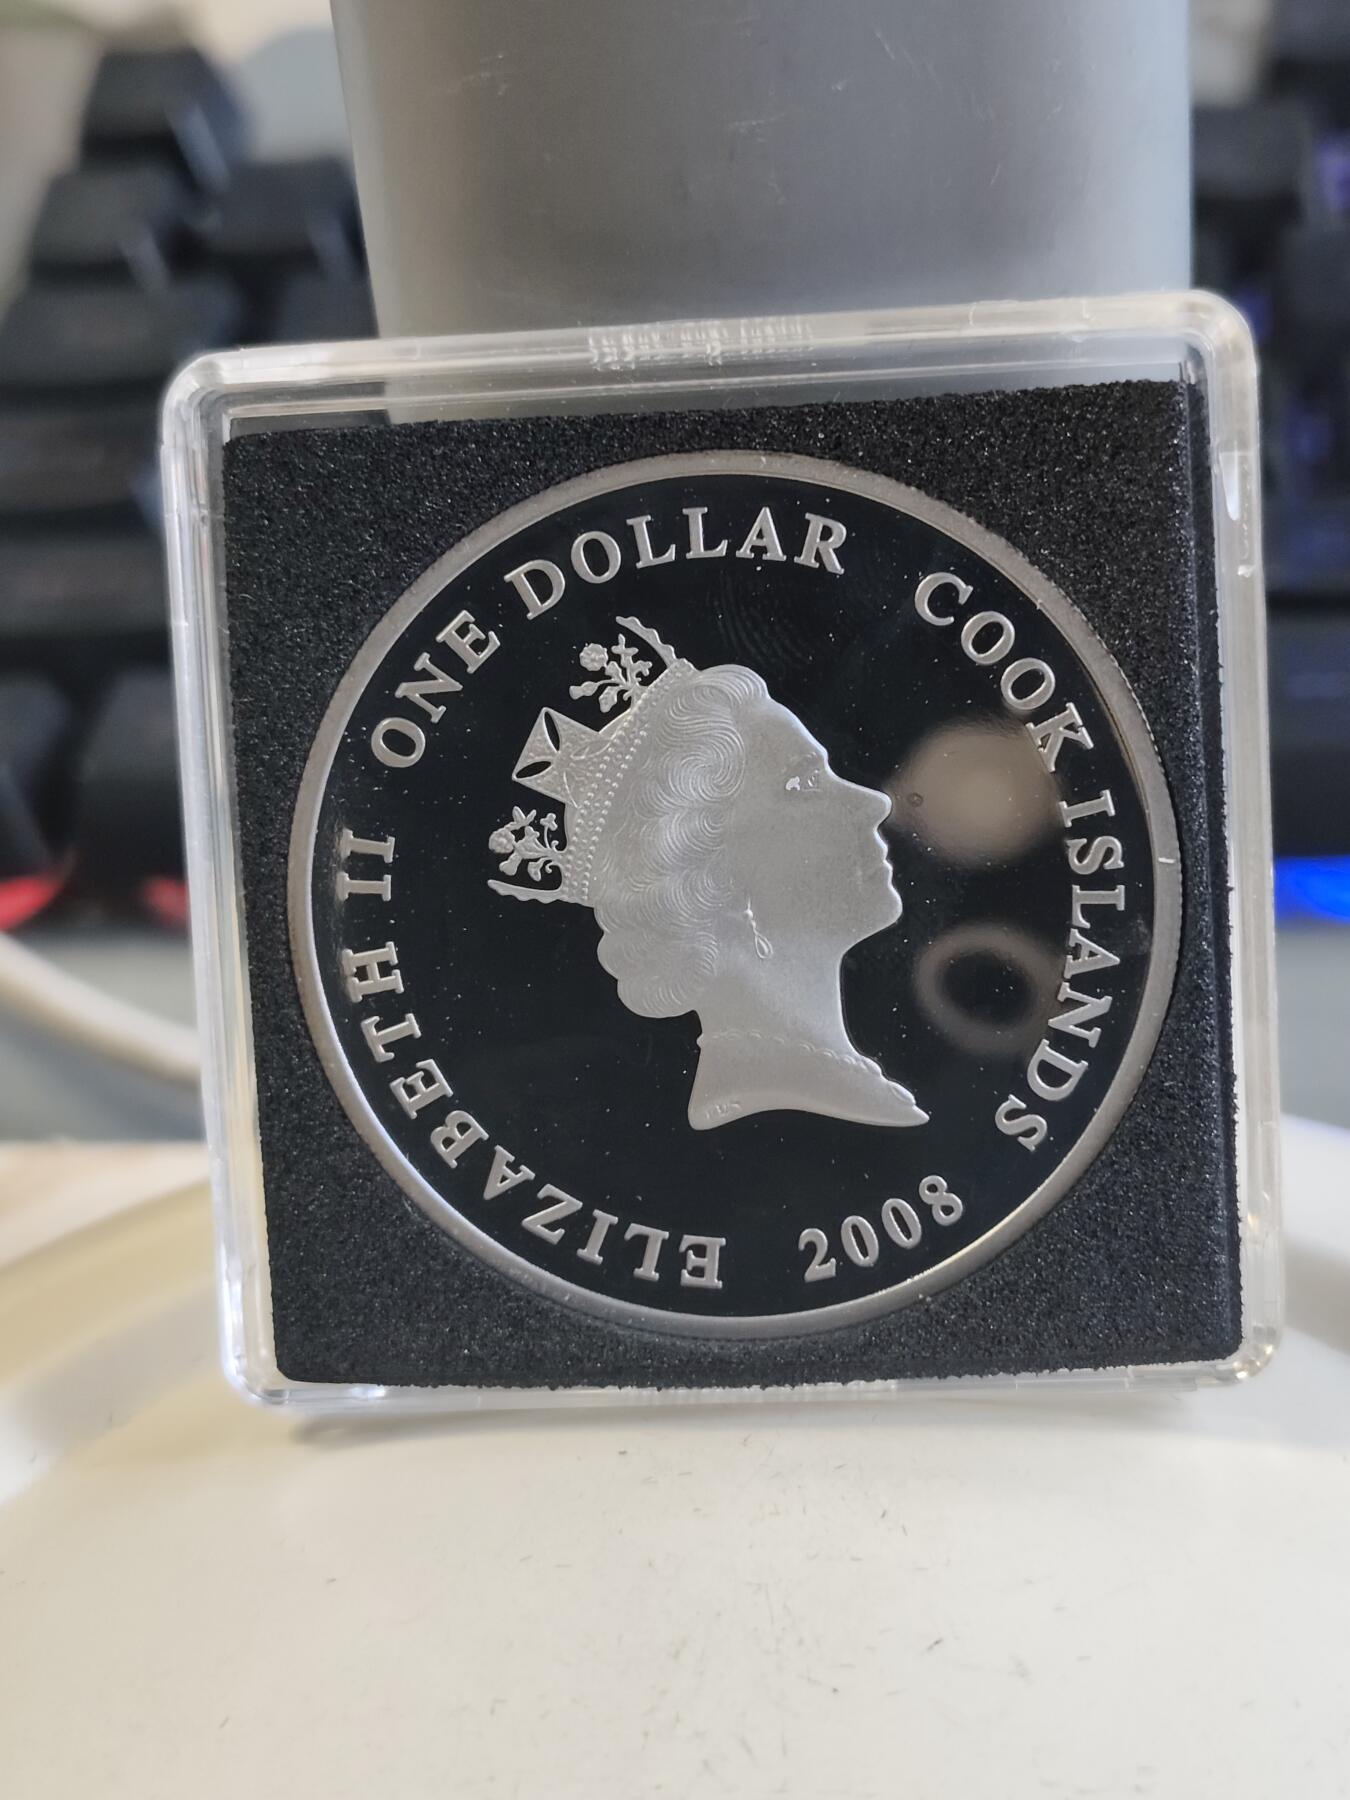 ELIZABETH II ONE DOLLAR COOK ISLANDS 2008